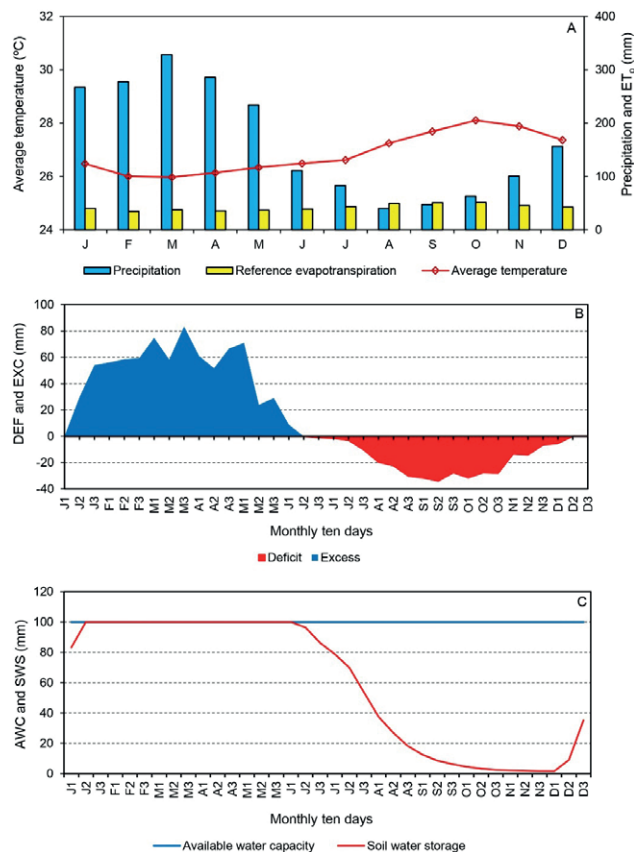 A
Average temperature (ºC)
32
30
28
26
24
Precipitation and ETo (mm)
400
300
200
100
0
J F M A M J J A S O N D
Precipitation Reference evapotranspiration Average temperature
B
DEF and EXC (mm)
100
80
60
40
20
0
-20
-40
J1 J2 J3 F1 F2 F3 M1 M2 M3 A1 A2 A3 M1 M2 M3 J1 J2 J3 J1 J2 J3 A1 A2 A3 S1 S2 S3 O1 O2 O3 N1 N2 N3 D1 D2 D3
Monthly ten days
Deficit Excess
C
AWC and SWS (mm)
120
100
80
60
40
20
0
J1 J2 J3 F1 F2 F3 M1 M2 M3 A1 A2 A3 M1 M2 M3 J1 J2 J3 J1 J2 J3 A1 A2 A3 S1 S2 S3 O1 O2 O3 N1 N2 N3 D1 D2 D3
Monthly ten days
Available water capacity Soil water storage